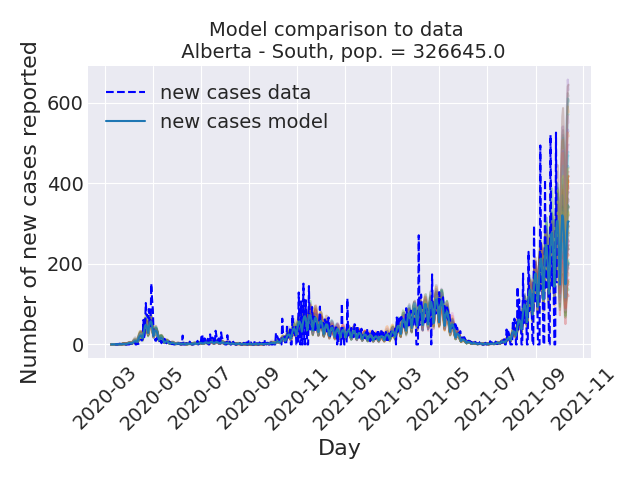 Model comparison to data
Alberta - South, pop. = 326645.0
new cases data
new cases model
Number of new cases reported
600
400
200
0
2020-03
2020-05
2020-07
2020-09
2020-11
2021-01
2021-03
2021-05
2021-07
2021-09
2021-11
Day